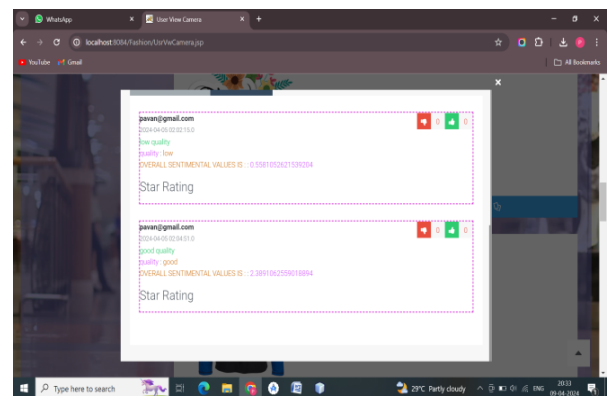 WhatsApp
User View Camera
localhost:8084/Fashion/UsrVwCamera.jsp
YouTube
Gmail
All Bookmarks
pavan@gmail.com
0
0
2024-04-05 02:02:15.0
low quality
quality : low
OVERALL SENTIMENTAL VALUES IS : : 0.5581052621539204
Star Rating
pavan@gmail.com
0
0
2024-04-05 02:04:51.0
good quality
quality : good
OVERALL SENTIMENTAL VALUES IS : : 2.3891062559016894
Star Rating
Type here to search
29°C Partly cloudy
ENG
20:33
09-04-2024